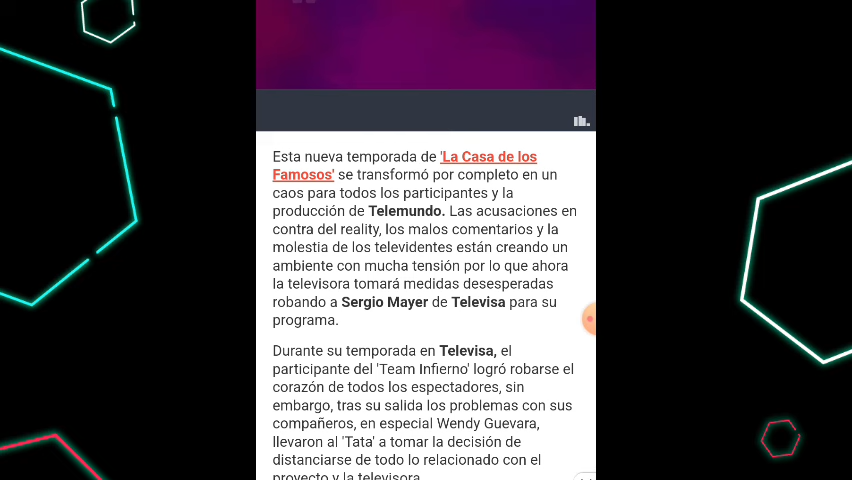 Esta nueva temporada de 'La Casa de los
Famosos' se transformó por completo en un
caos para todos los participantes y la
producción de Telemundo. Las acusaciones en
contra del reality, los malos comentarios y la
molestia de los televidentes están creando un
ambiente con mucha tensión por lo que ahora
la televisora tomará medidas desesperadas
robando a Sergio Mayer de Televisa para su
programa.
Durante su temporada en Televisa, el
participante del 'Team Infierno' logró robarse el
corazón de todos los espectadores, sin
embargo, tras su salida los problemas con sus
compañeros, en especial Wendy Guevara,
llevaron al 'Tata' a tomar la decisión de
distanciarse de todo lo relacionado con el
proyecto y la televisora.